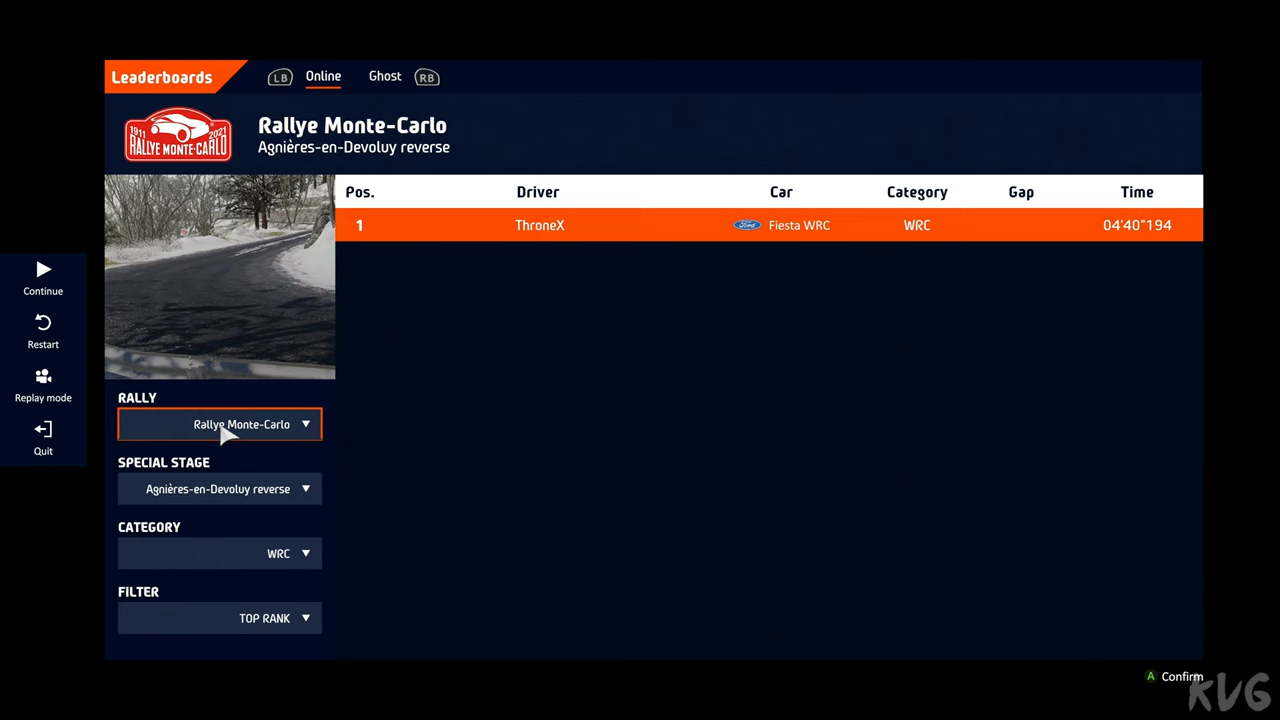 Leaderboards
LB Online Ghost RB
1911 2021
RALLYE MONTE-CARLO
Rallye Monte-Carlo
Agnières-en-Devoluy reverse
Pos. Driver Car Category Gap Time
1 ThroneX Ford Fiesta WRC WRC 04'40"194
Continue
Restart
Replay mode
Quit
RALLY
Rallye Monte-Carlo
SPECIAL STAGE
Agnières-en-Devoluy reverse
CATEGORY
WRC
FILTER
TOP RANK
A Confirm
KVG